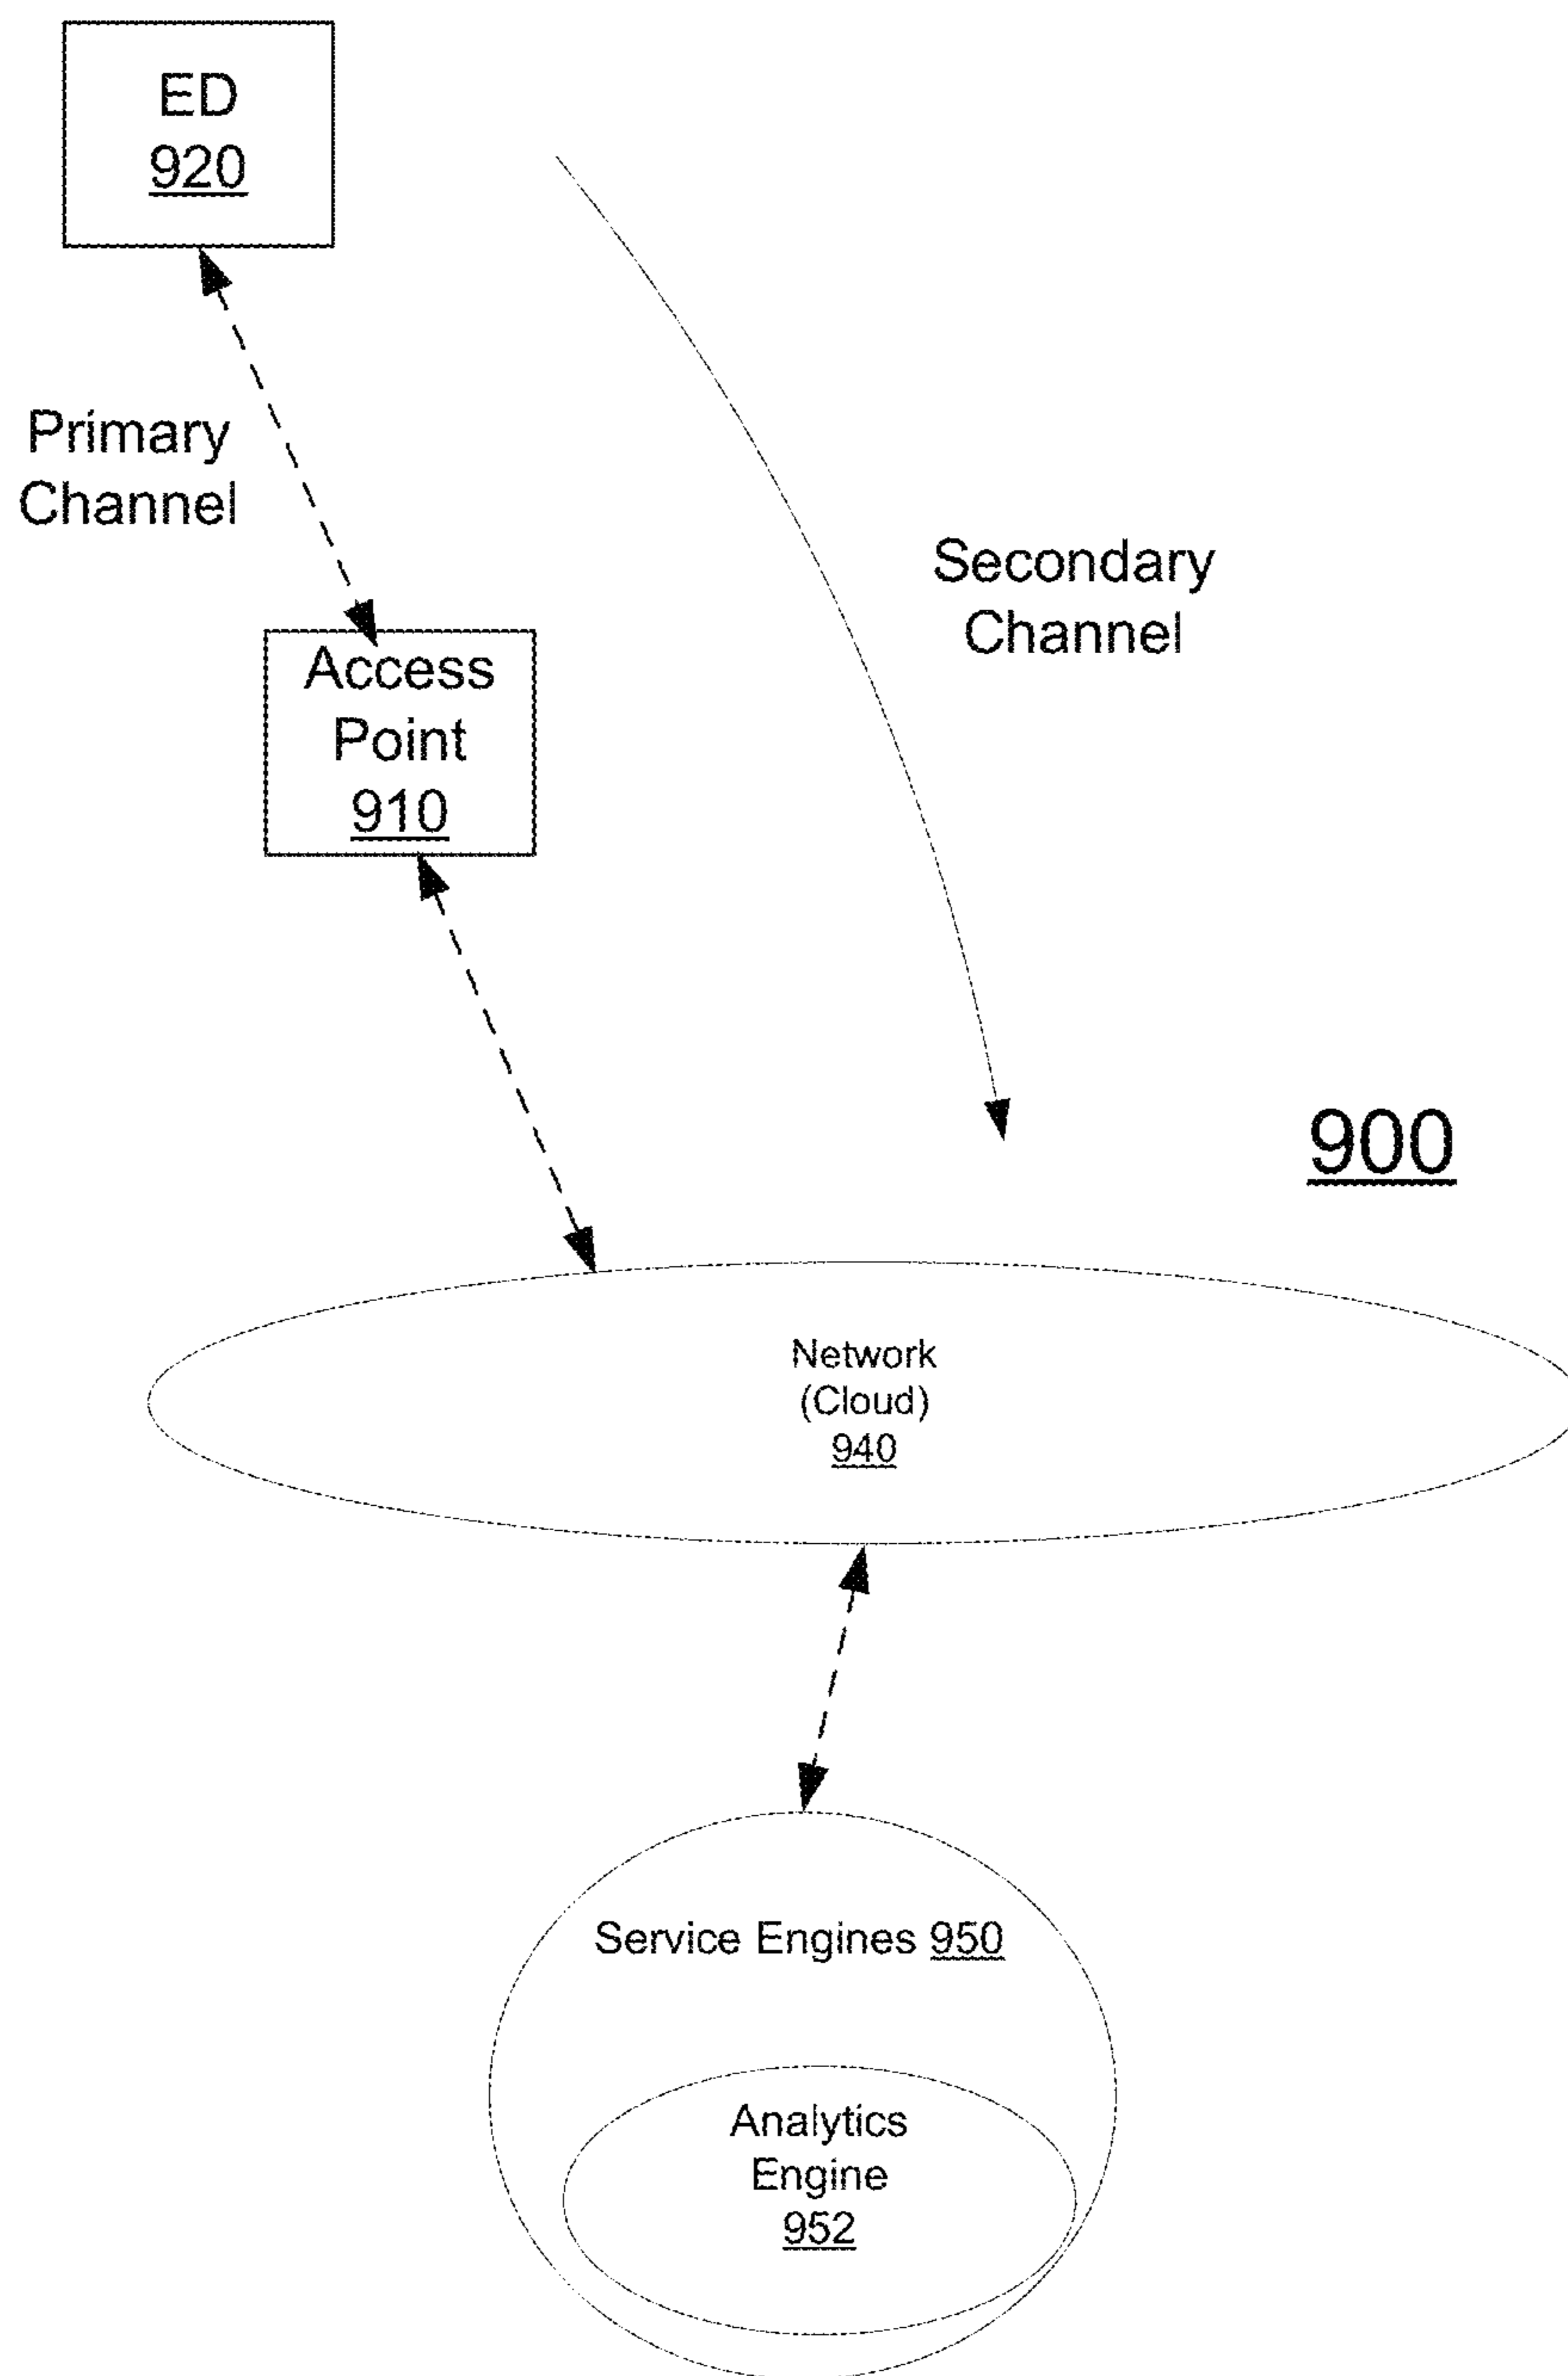 ED
920
Primary
Channel
Secondary
Channel
Access
Point
910
900
Network
(Cloud)
940
Service Engines 950
Analytics
Engine
952